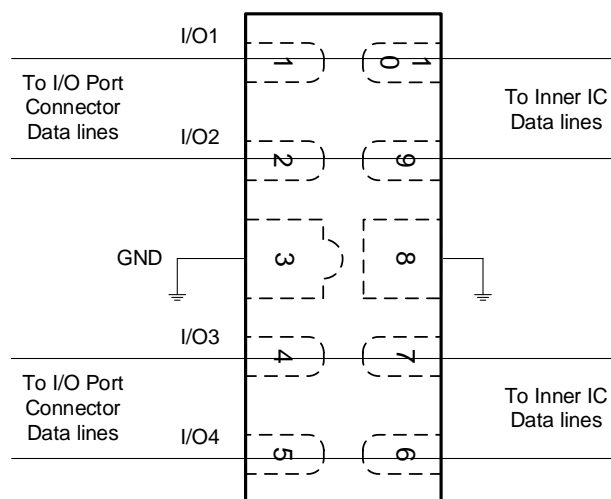 I/O1
1
10
To I/O Port
Connector
Data lines
To Inner IC
Data lines
I/O2
2
9
GND
3
8
I/O3
4
7
To I/O Port
Connector
Data lines
To Inner IC
Data lines
I/O4
5
6